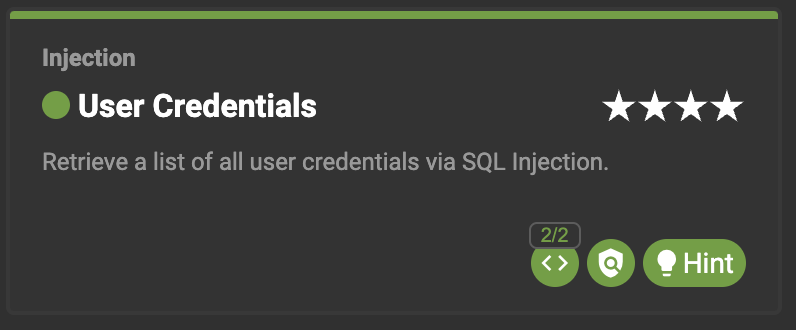 Injection
User Credentials ★★★★
Retrieve a list of all user credentials via SQL Injection.
2/2
<> Hint